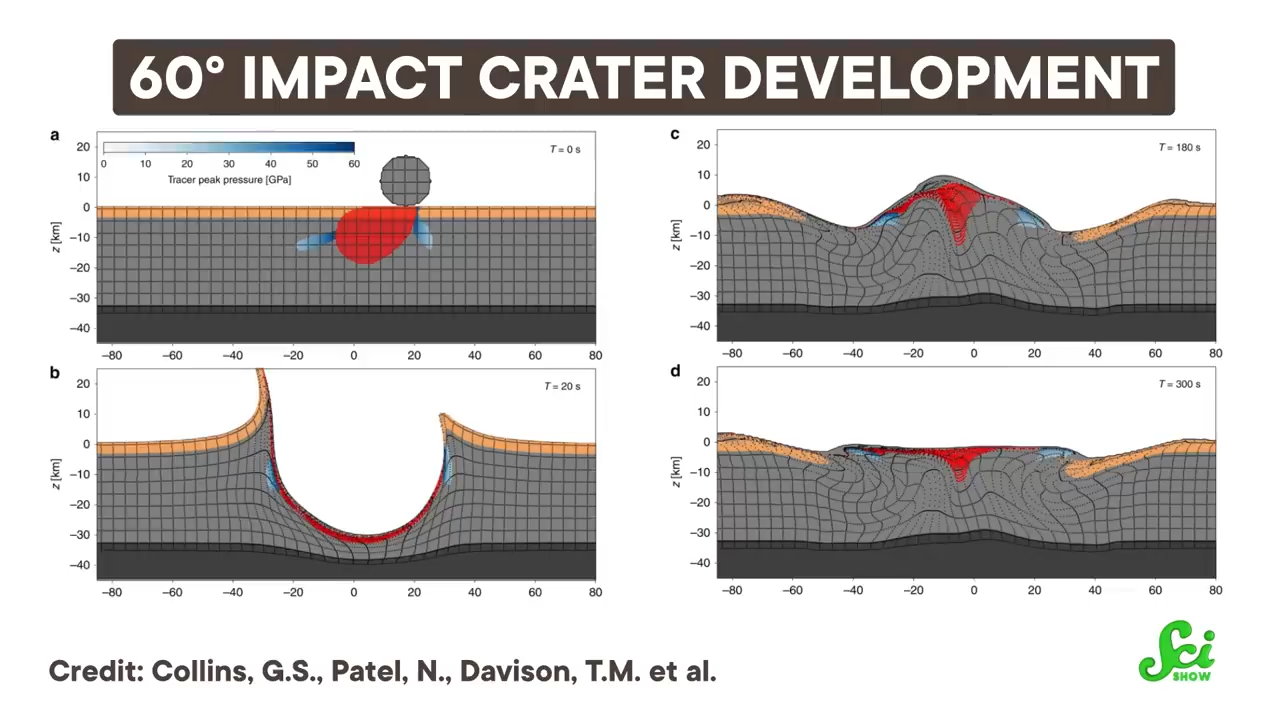 60° IMPACT CRATER DEVELOPMENT
a
20
10
0
–10
–20
–30
–40
z [km]
0 10 20 30 40 50 60
Tracer peak pressure [GPa]
T = 0 s
–80 –60 –40 –20 0 20 40 60 80
b
20
10
0
–10
–20
–30
–40
z [km]
T = 20 s
–80 –60 –40 –20 0 20 40 60 80
c
20
10
0
–10
–20
–30
–40
z [km]
T = 180 s
–80 –60 –40 –20 0 20 40 60 80
d
20
10
0
–10
–20
–30
–40
z [km]
T = 300 s
–80 –60 –40 –20 0 20 40 60 80
Credit: Collins, G.S., Patel, N., Davison, T.M. et al.
Sci
SHOW